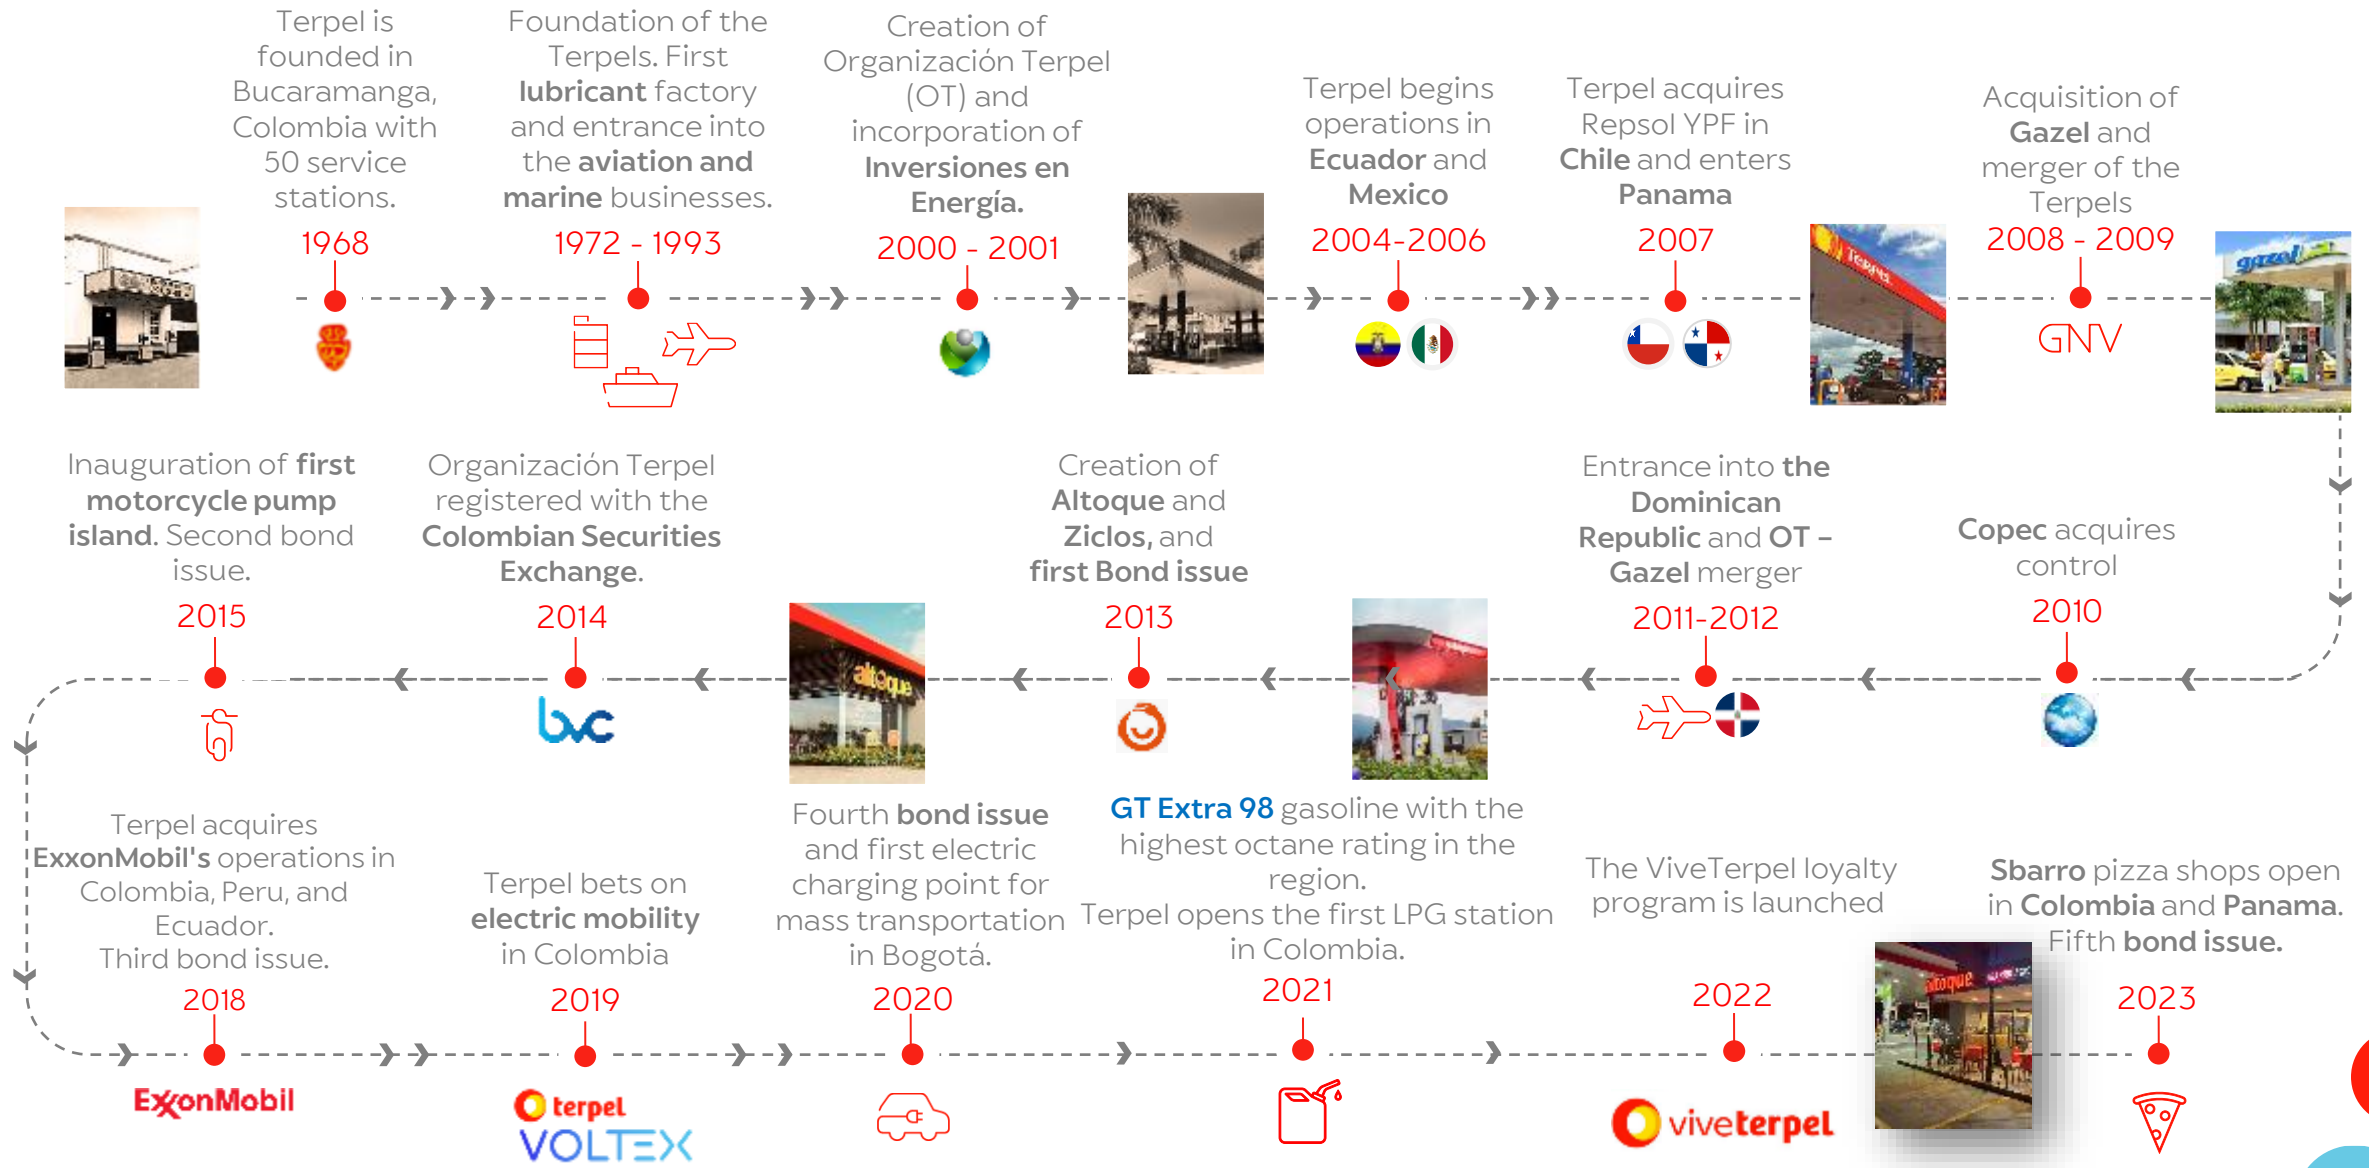 Terpel is
founded in
Bucaramanga,
Colombia with
50 service
stations.
1968
Foundation of the
Terpels. First
lubricant factory
and entrance into
the aviation and
marine businesses.
1972 - 1993
Creation of
Organización Terpel
(OT) and
incorporation of
Inversiones en
Energía.
2000 - 2001
Terpel begins
operations in
Ecuador and
Mexico
2004-2006
Terpel acquires
Repsol YPF in
Chile and enters
Panama
2007
Terpel
Acquisition of
Gazel and
merger of the
Terpels
2008 - 2009
GNV
gazel
Copec acquires
control
2010
Entrance into the
Dominican
Republic and OT –
Gazel merger
2011-2012
Creation of
Altoque and
Ziclos, and
first Bond issue
2013
altoque
Organización Terpel
registered with the
Colombian Securities
Exchange.
2014
bvc
Inauguration of first
motorcycle pump
island. Second bond
issue.
2015
Terpel acquires
ExxonMobil's operations in
Colombia, Peru, and
Ecuador.
Third bond issue.
2018
ExxonMobil
Terpel bets on
electric mobility
in Colombia
2019
terpel
VOLTEX
Fourth bond issue
and first electric
charging point for
mass transportation
in Bogotá.
2020
GT Extra 98 gasoline with the
highest octane rating in the
region.
Terpel opens the first LPG station
in Colombia.
2021
The ViveTerpel loyalty
program is launched
2022
viveterpel
altoque
Sbarro pizza shops open
in Colombia and Panama.
Fifth bond issue.
2023